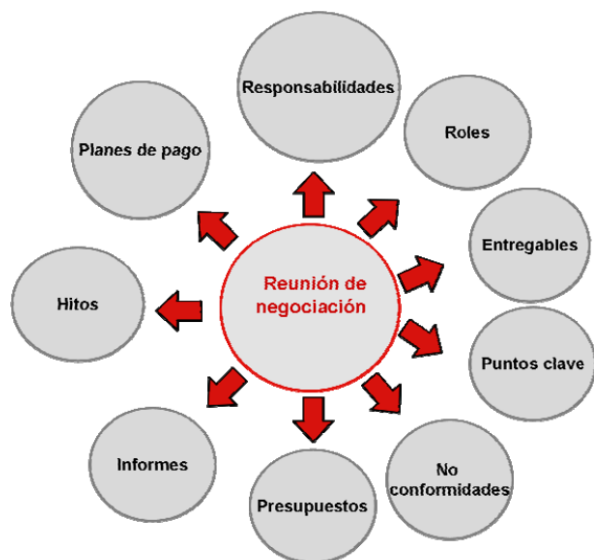 Responsabilidades
Roles
Planes de pago
Entregables
Reunión de
negociación
Hitos
Puntos clave
Informes
No
conformidades
Presupuestos